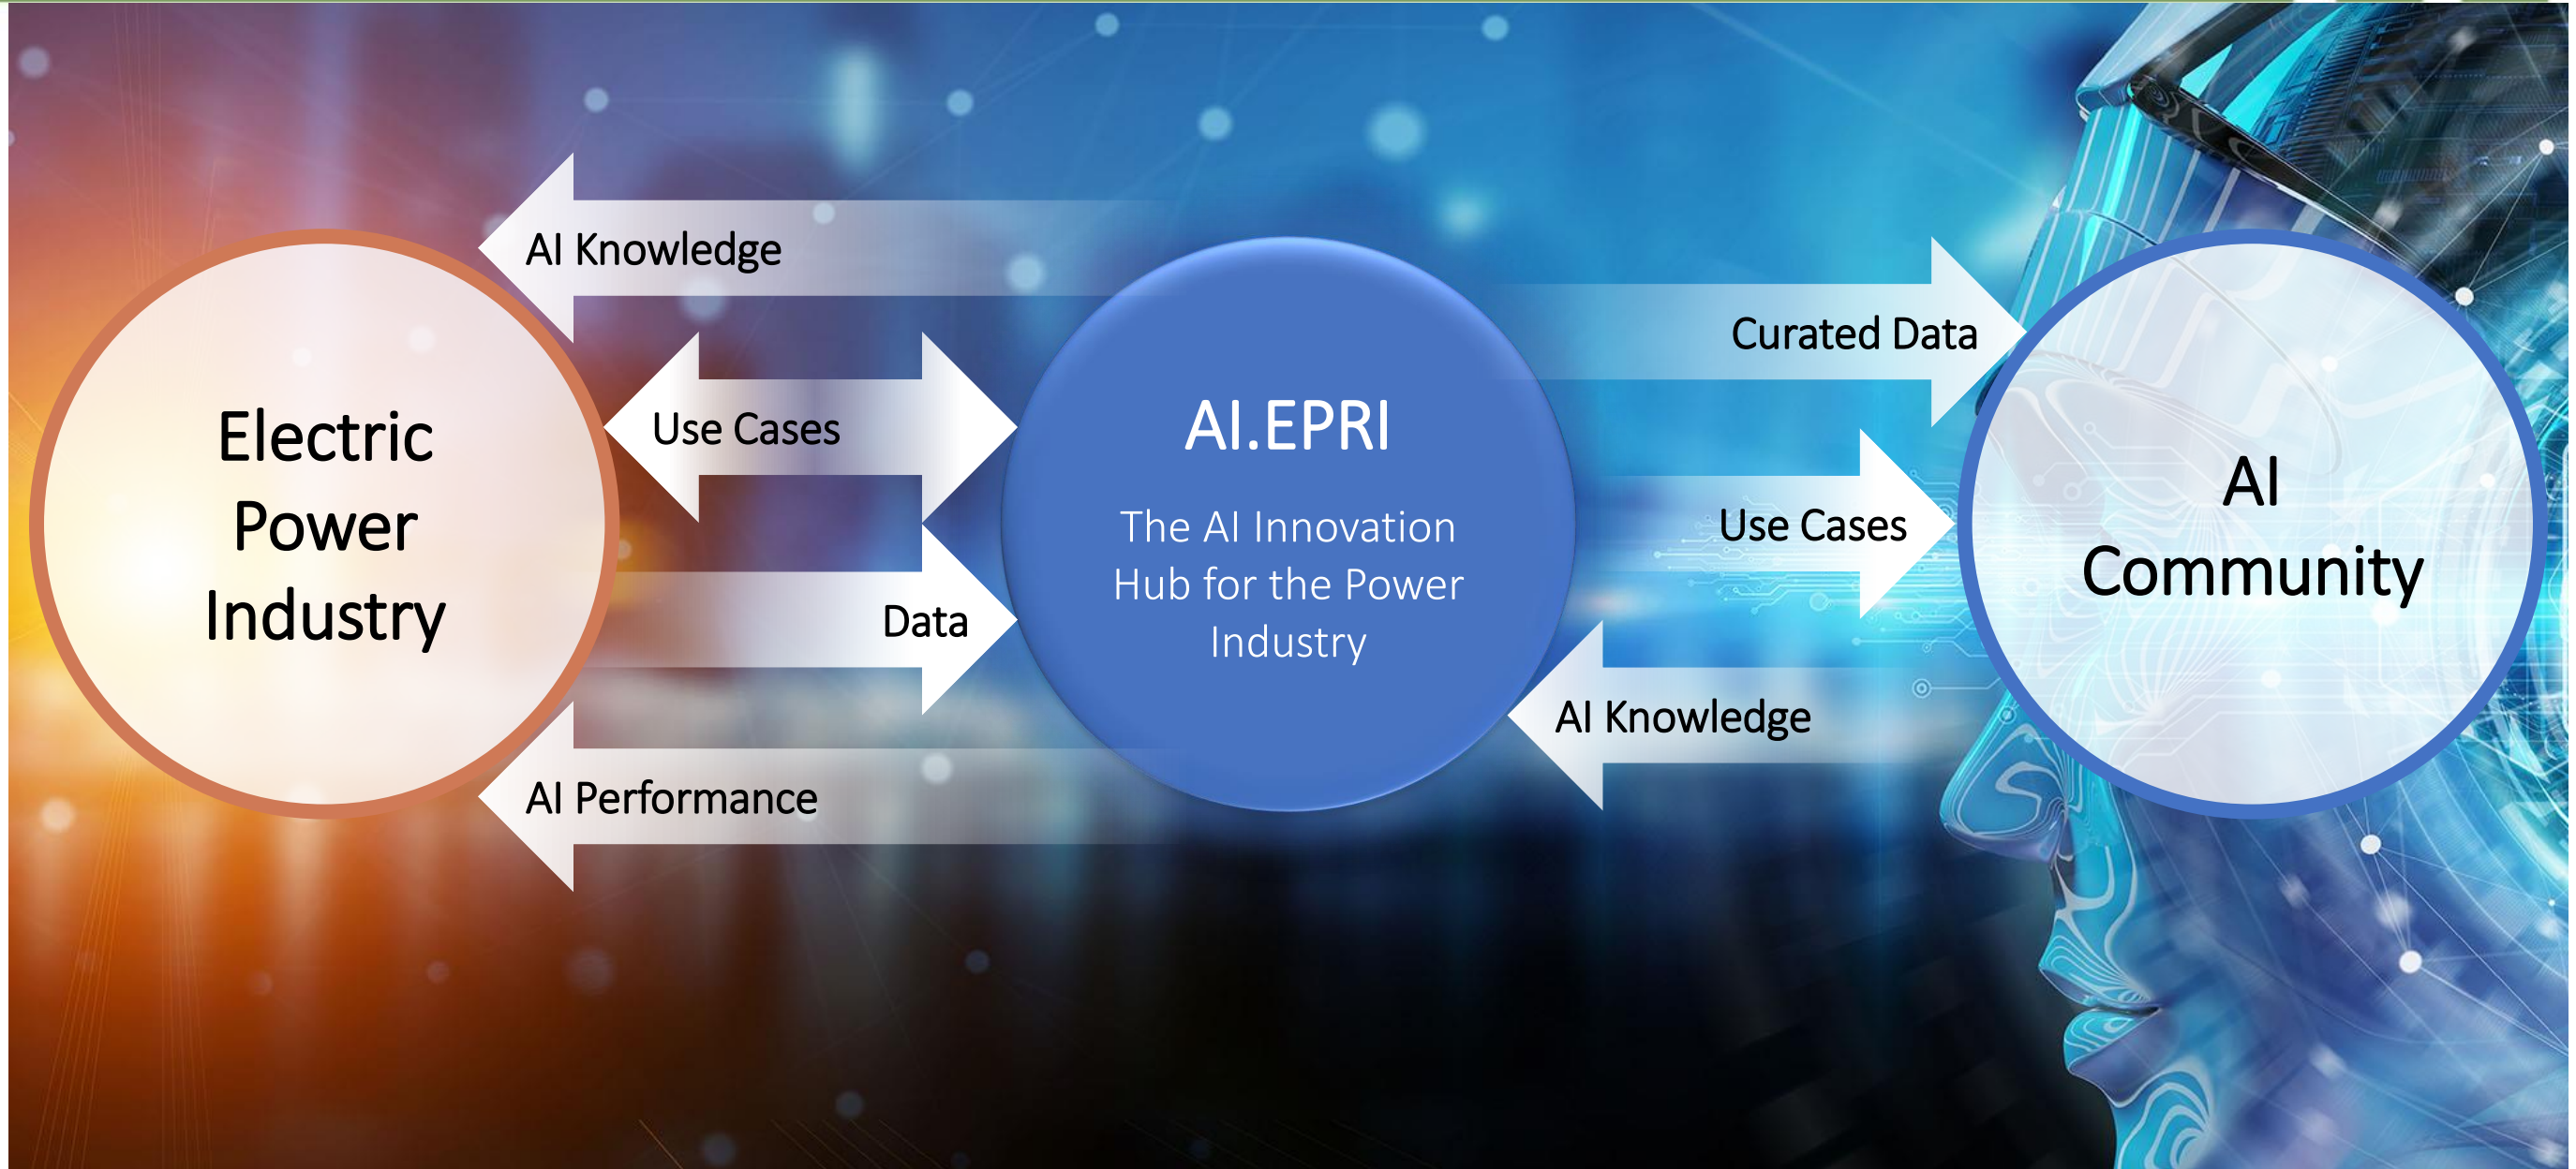 AI Knowledge
Electric
Power
Industry
Use Cases
Data
AI Performance
AI.EPRI
The AI Innovation
Hub for the Power
Industry
Curated Data
Use Cases
AI Knowledge
AI
Community